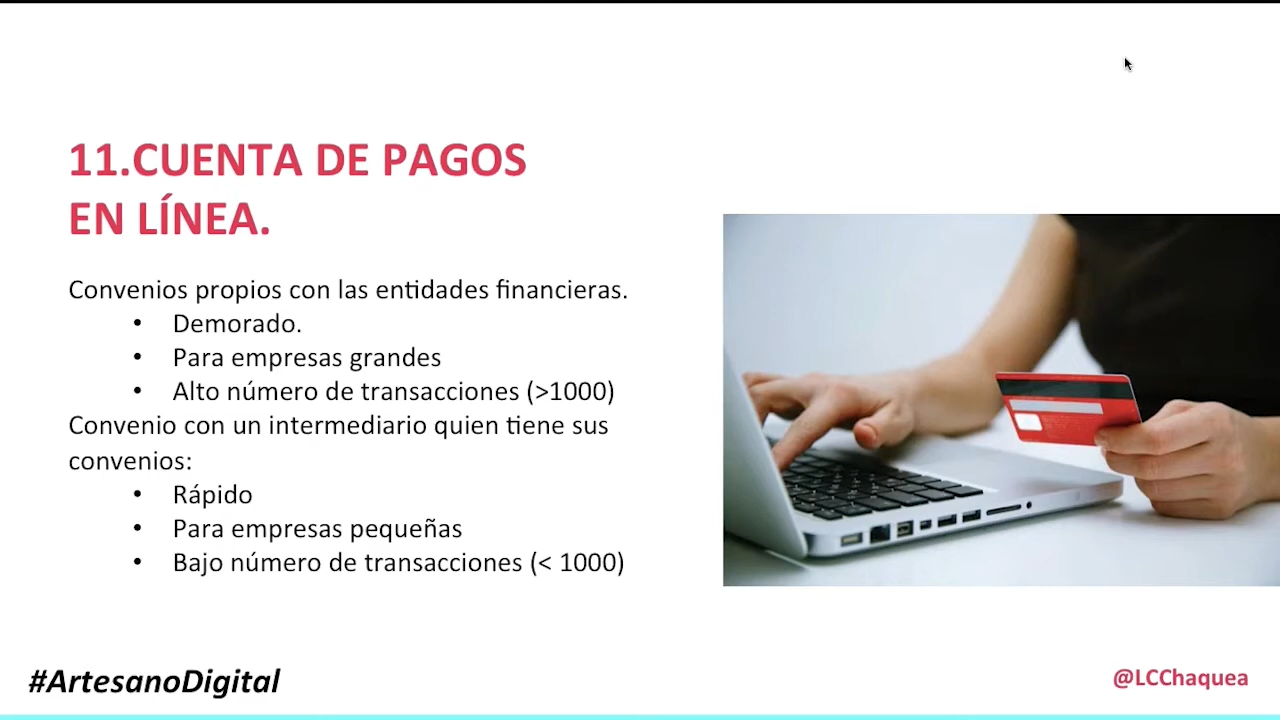 11.CUENTA DE PAGOS
EN LÍNEA.
Convenios propios con las entidades financieras.
• Demorado.
• Para empresas grandes
• Alto número de transacciones (>1000)
Convenio con un intermediario quien tiene sus
convenios:
• Rápido
• Para empresas pequeñas
• Bajo número de transacciones (< 1000)
#ArtesanoDigital
@LCChaquea